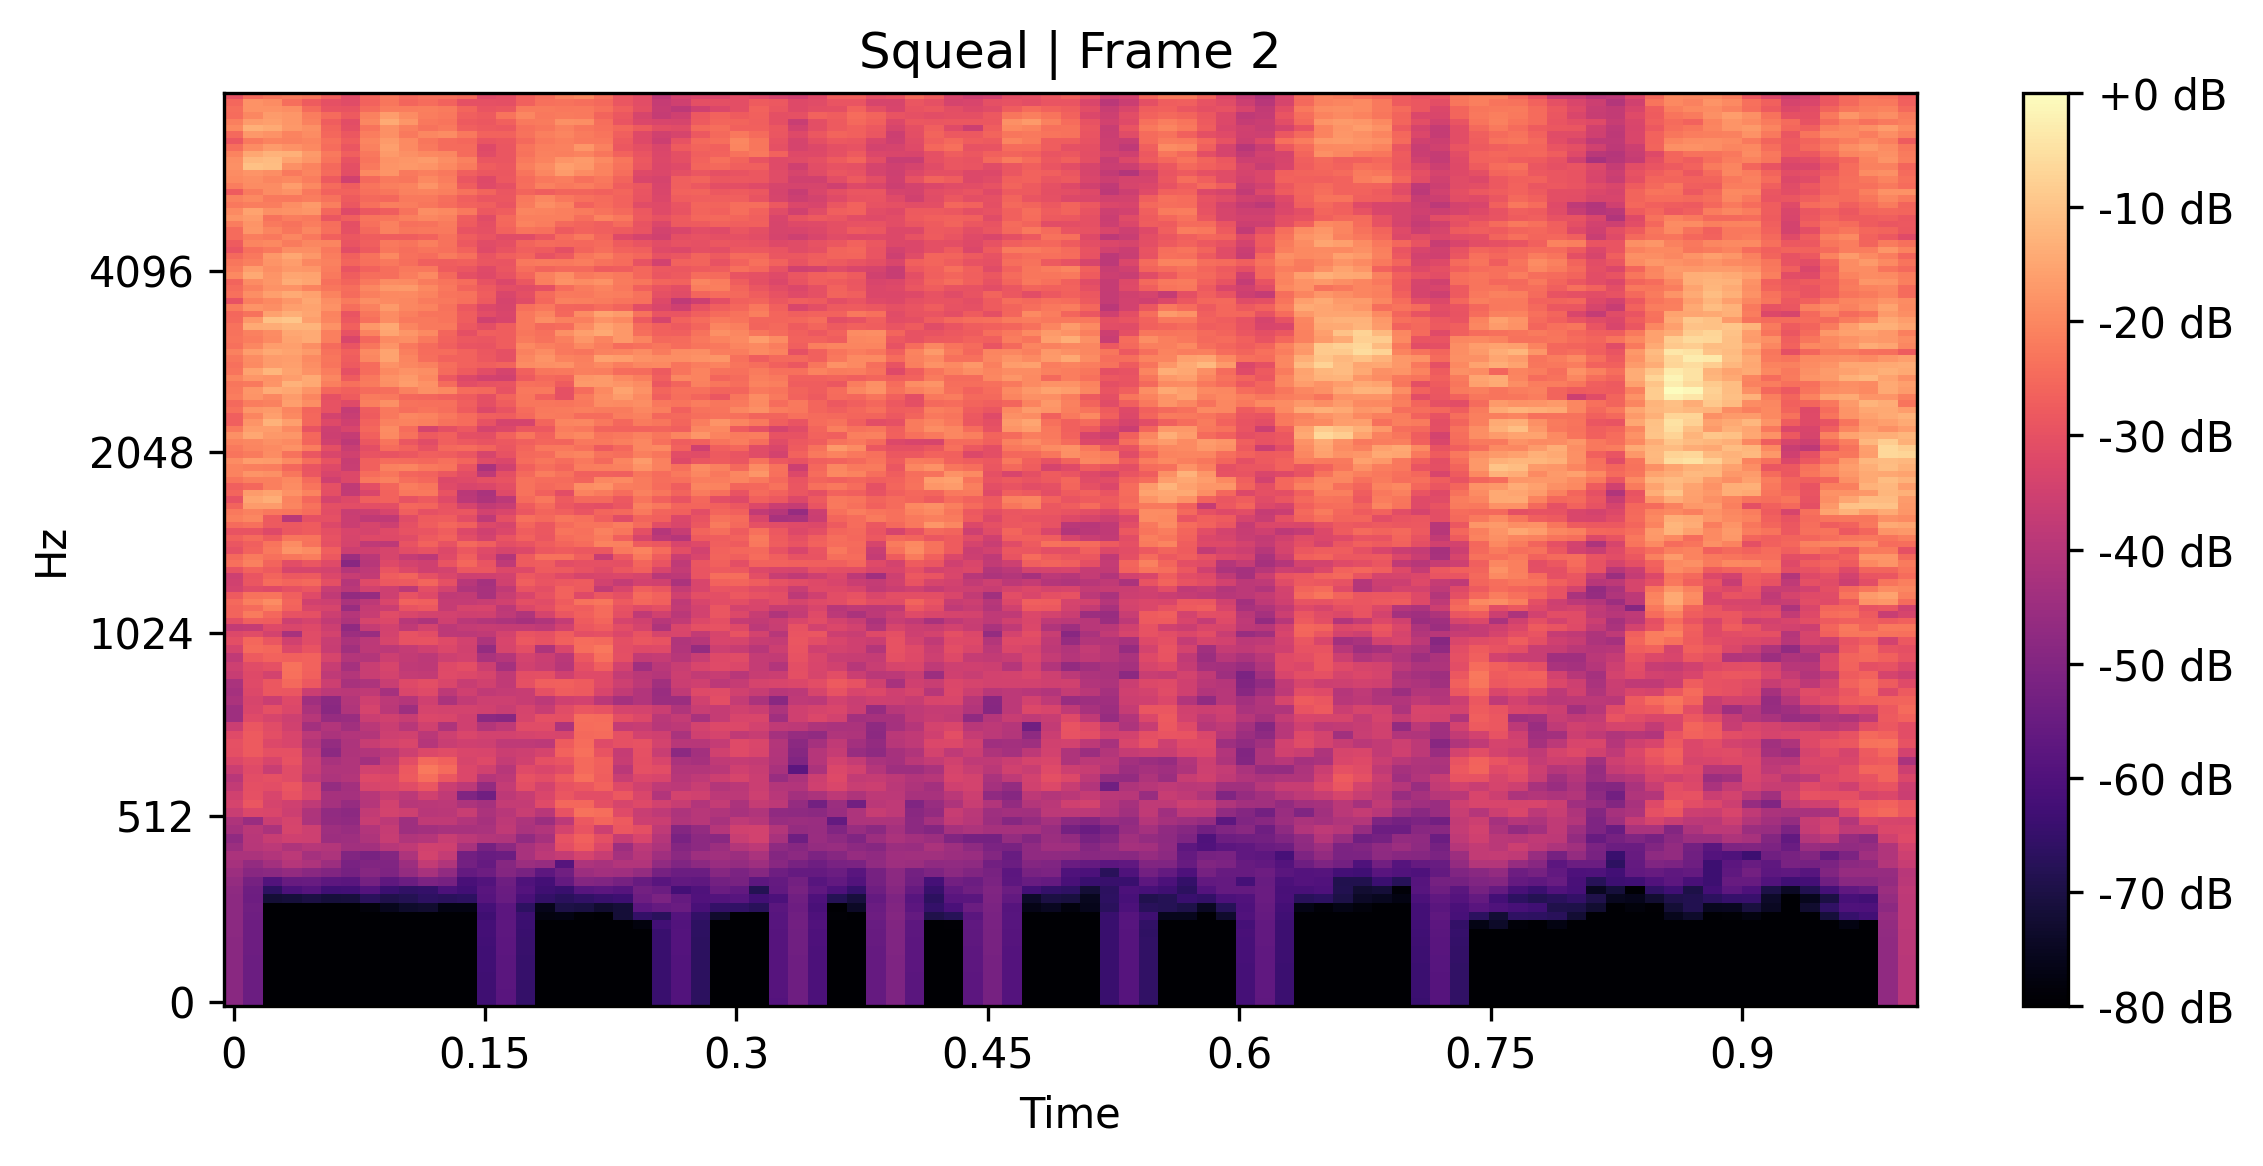 Squeal | Frame 2
Hz
4096
2048
1024
512
0
0 0.15 0.3 0.45 0.6 0.75 0.9
Time
+0 dB
-10 dB
-20 dB
-30 dB
-40 dB
-50 dB
-60 dB
-70 dB
-80 dB